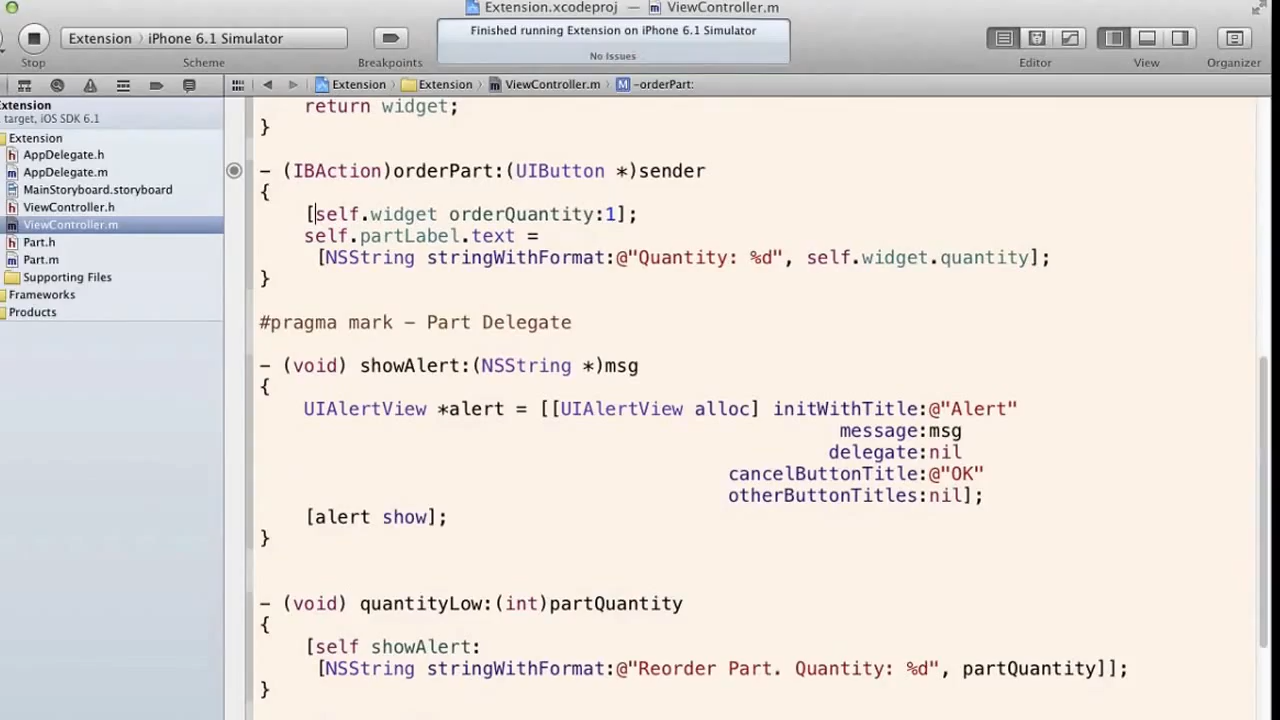 Extension.xcodeproj — ViewController.m
Finished running Extension on iPhone 6.1 Simulator
No Issues
Extension › iPhone 6.1 Simulator
Stop Scheme Breakpoints Editor View Organizer
Extension › Extension › ViewController.m › M -orderPart:
Extension
target, iOS SDK 6.1
Extension
h AppDelegate.h
m AppDelegate.m
MainStoryboard.storyboard
h ViewController.h
m ViewController.m
h Part.h
m Part.m
Supporting Files
Frameworks
Products
return widget;
}
- (IBAction)orderPart:(UIButton *)sender
{
[self.widget orderQuantity:1];
self.partLabel.text =
[NSString stringWithFormat:@"Quantity: %d", self.widget.quantity];
}
#pragma mark - Part Delegate
- (void) showAlert:(NSString *)msg
{
UIAlertView *alert = [[UIAlertView alloc] initWithTitle:@"Alert"
message:msg
delegate:nil
cancelButtonTitle:@"OK"
otherButtonTitles:nil];
[alert show];
}
- (void) quantityLow:(int)partQuantity
{
[self showAlert:
[NSString stringWithFormat:@"Reorder Part. Quantity: %d", partQuantity]];
}